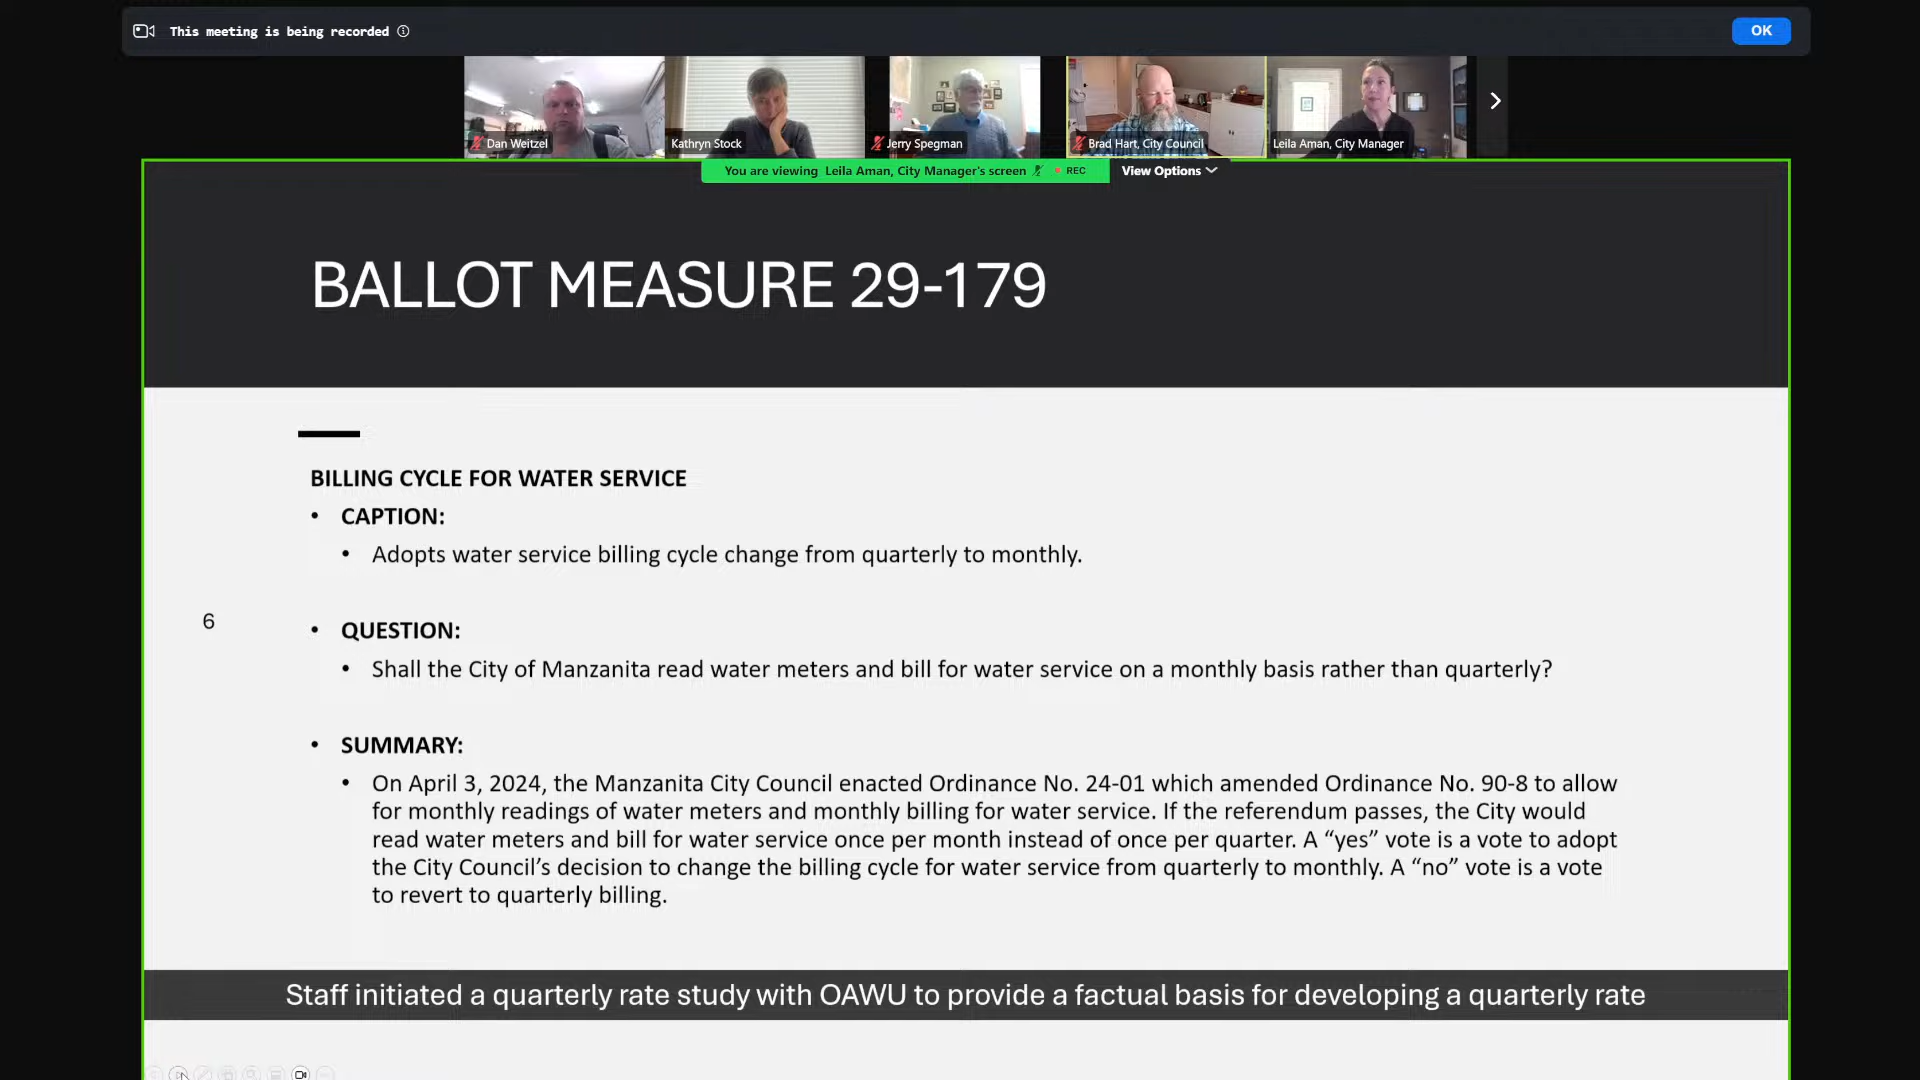 This meeting is being recorded
OK
Dan Weitzel
Kathryn Stock
Jerry Spegman
Brad Hart, City Council
Leila Aman, City Manager
You are viewing Leila Aman, City Manager's screen
REC
View Options
BALLOT MEASURE 29-179
BILLING CYCLE FOR WATER SERVICE
• CAPTION:
• Adopts water service billing cycle change from quarterly to monthly.
6
• QUESTION:
• Shall the City of Manzanita read water meters and bill for water service on a monthly basis rather than quarterly?
• SUMMARY:
• On April 3, 2024, the Manzanita City Council enacted Ordinance No. 24-01 which amended Ordinance No. 90-8 to allow
for monthly readings of water meters and monthly billing for water service. If the referendum passes, the City would
read water meters and bill for water service once per month instead of once per quarter. A “yes” vote is a vote to adopt
the City Council’s decision to change the billing cycle for water service from quarterly to monthly. A “no” vote is a vote
to revert to quarterly billing.
Staff initiated a quarterly rate study with OAWU to provide a factual basis for developing a quarterly rate